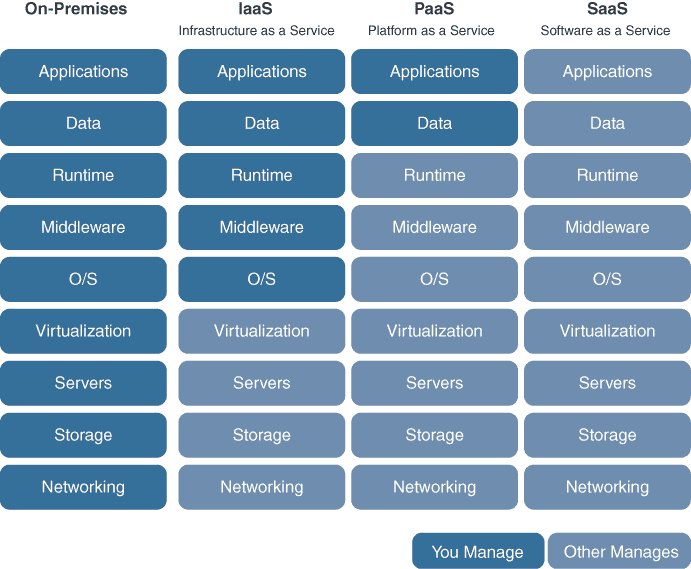 On-Premises
IaaS
Infrastructure as a Service
PaaS
Platform as a Service
SaaS
Software as a Service
Applications
Applications
Applications
Applications
Data
Data
Data
Data
Runtime
Runtime
Runtime
Runtime
Middleware
Middleware
Middleware
Middleware
O/S
O/S
O/S
O/S
Virtualization
Virtualization
Virtualization
Virtualization
Servers
Servers
Servers
Servers
Storage
Storage
Storage
Storage
Networking
Networking
Networking
Networking
You Manage
Other Manages